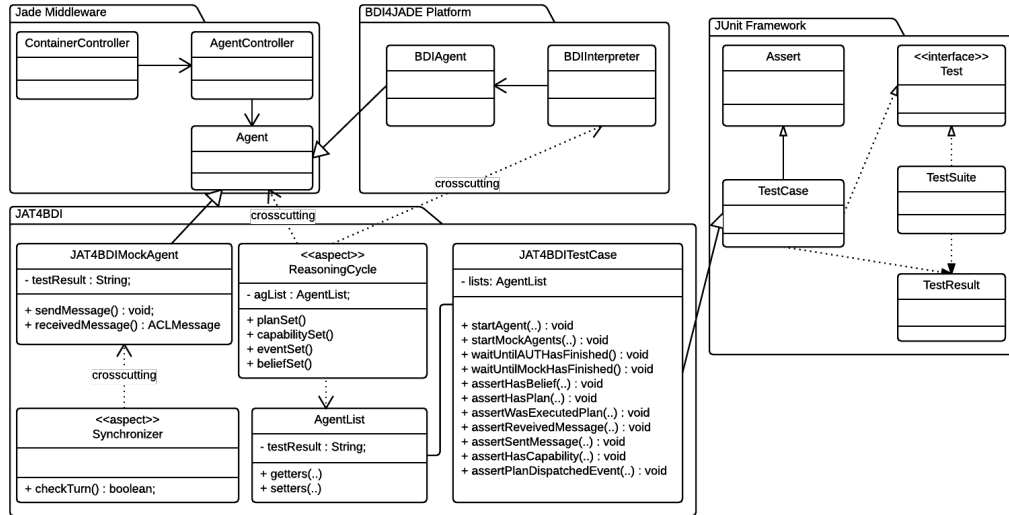 Jade Middleware
ContainerController
AgentController
Agent
BDI4JADE Platform
BDIAgent
BDIInterpreter
JUnit Framework
Assert
<<interface>>
Test
TestCase
TestSuite
TestResult
crosscutting
crosscutting
JAT4BDI
JAT4BDIMockAgent
- testResult : String;
+ sendMessage() : void;
+ receivedMessage() : ACLMessage
crosscutting
<<aspect>>
Synchronizer
+ checkTurn() : boolean;
<<aspect>>
ReasoningCycle
- agList : AgentList;
+ planSet()
+ capabilitySet()
+ eventSet()
+ beliefSet()
AgentList
- testResult : String;
+ getters(..)
+ setters(..)
JAT4BDITestCase
- lists: AgentList
+ startAgent(..) : void
+ startMockAgents(..) : void
+ waitUntilAUTHasFinished() : void
+ waitUntilMockHasFinished() : void
+ assertHasBelief(..) : void
+ assertHasPlan(..) : void
+ assertWasExecutedPlan(..) : void
+ assertReveivedMessage(..) : void
+ assertSentMessage(..) : void
+ assertHasCapability(..) : void
+ assertPlanDispatchedEvent(..) : void